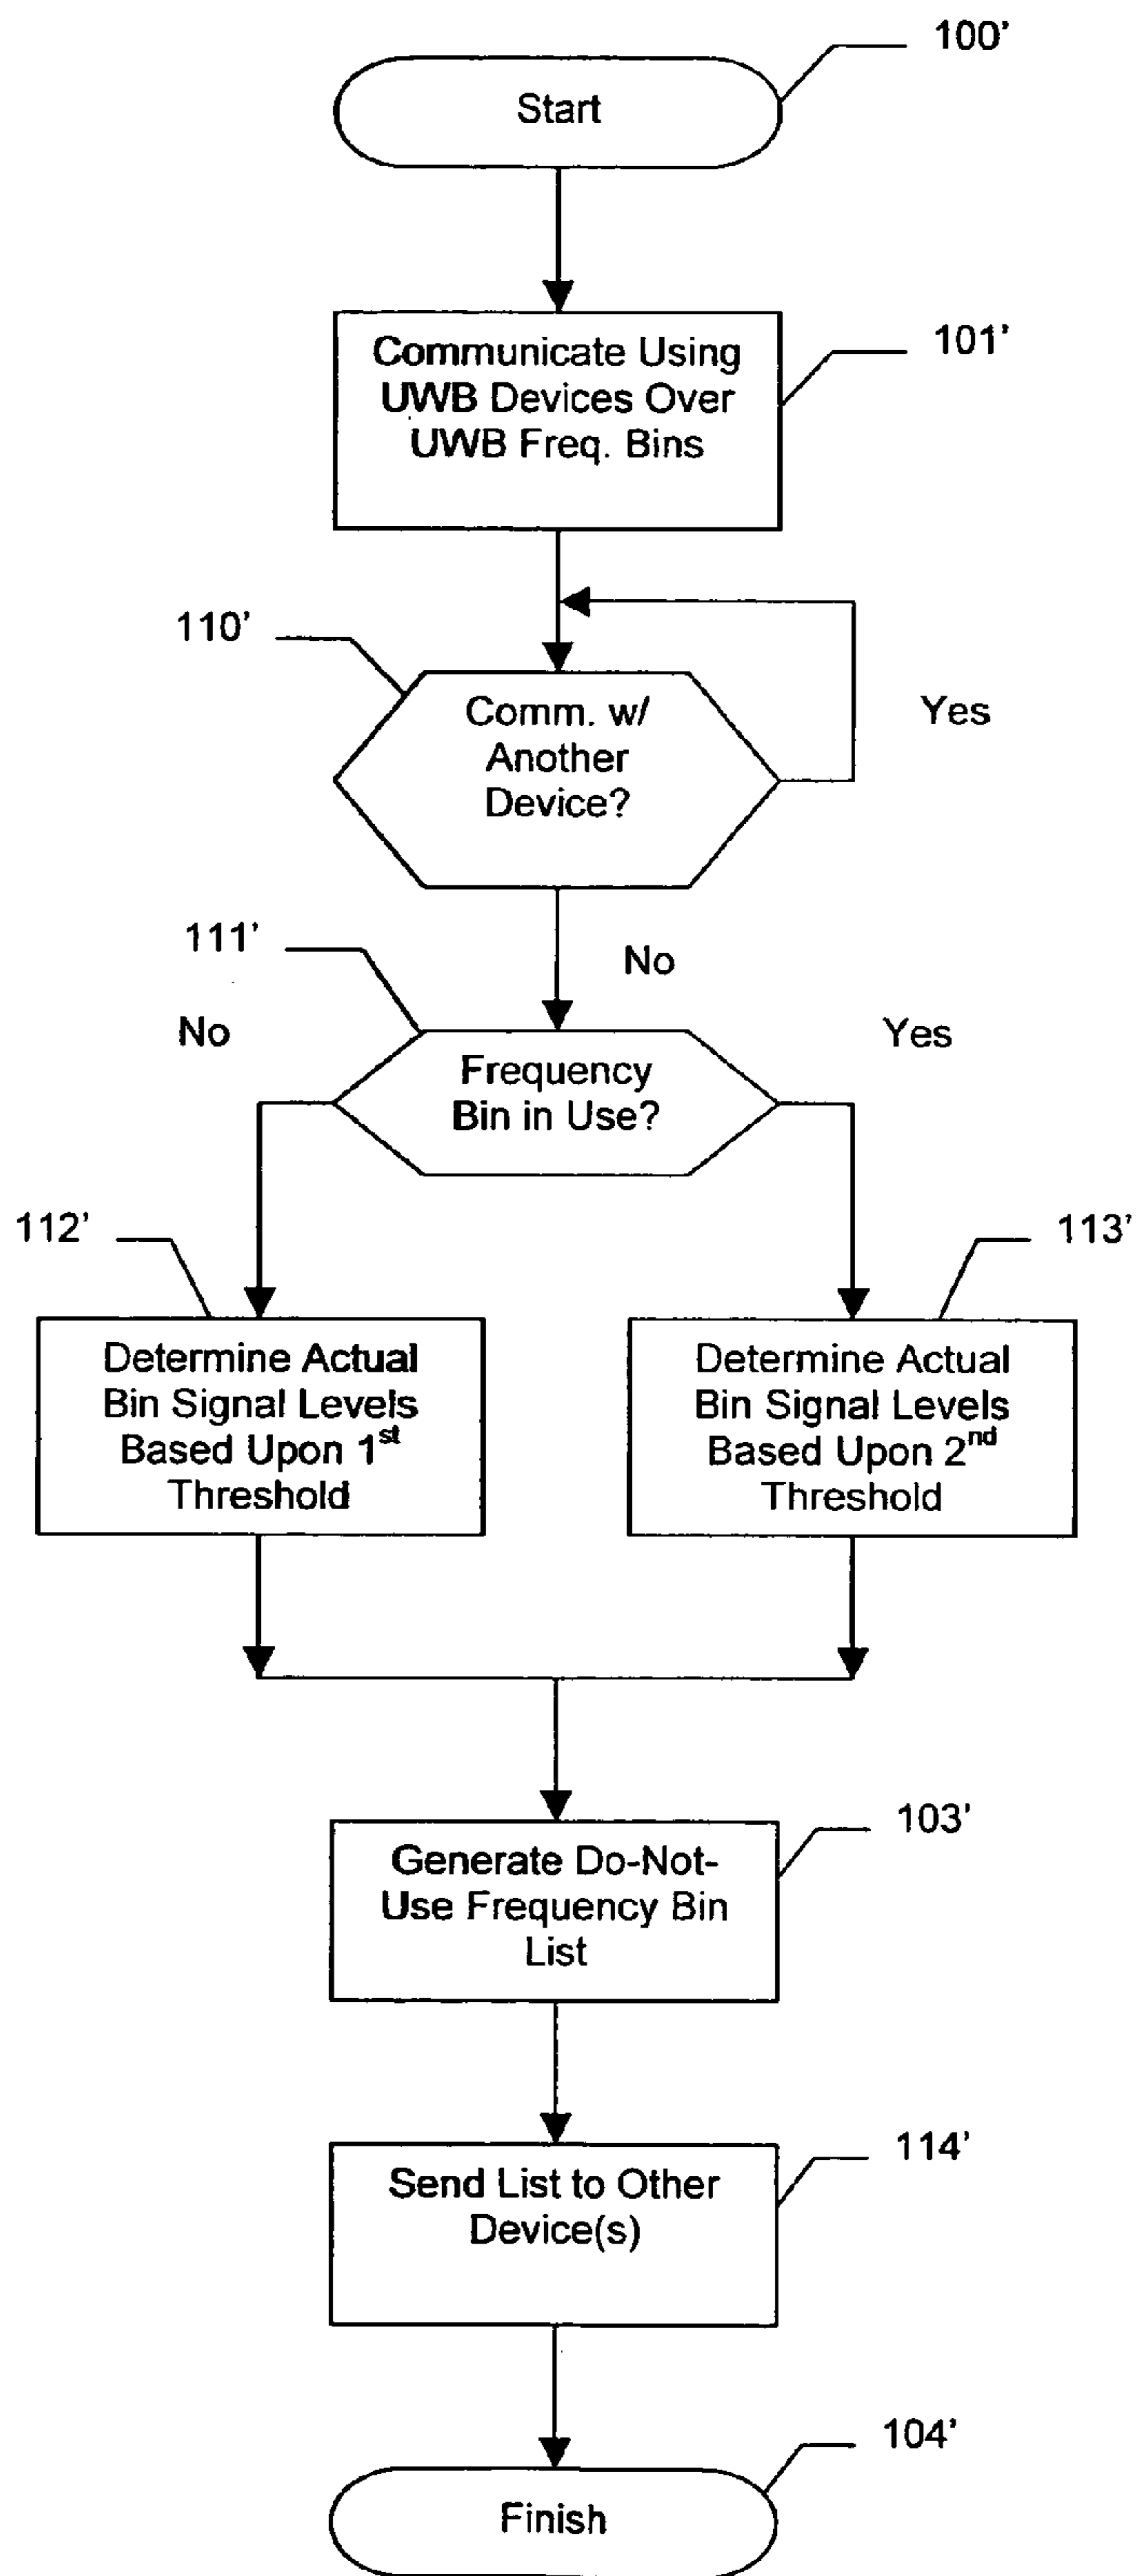 100’
Start
101’
Communicate Using
UWB Devices Over
UWB Freq. Bins
110’
Comm. w/
Another
Device?
Yes
111’
No
No
Yes
Frequency
Bin in Use?
112’
113’
Determine Actual
Bin Signal Levels
Based Upon 1st
Threshold
Determine Actual
Bin Signal Levels
Based Upon 2nd
Threshold
103’
Generate Do-Not-
Use Frequency Bin
List
114’
Send List to Other
Device(s)
104’
Finish